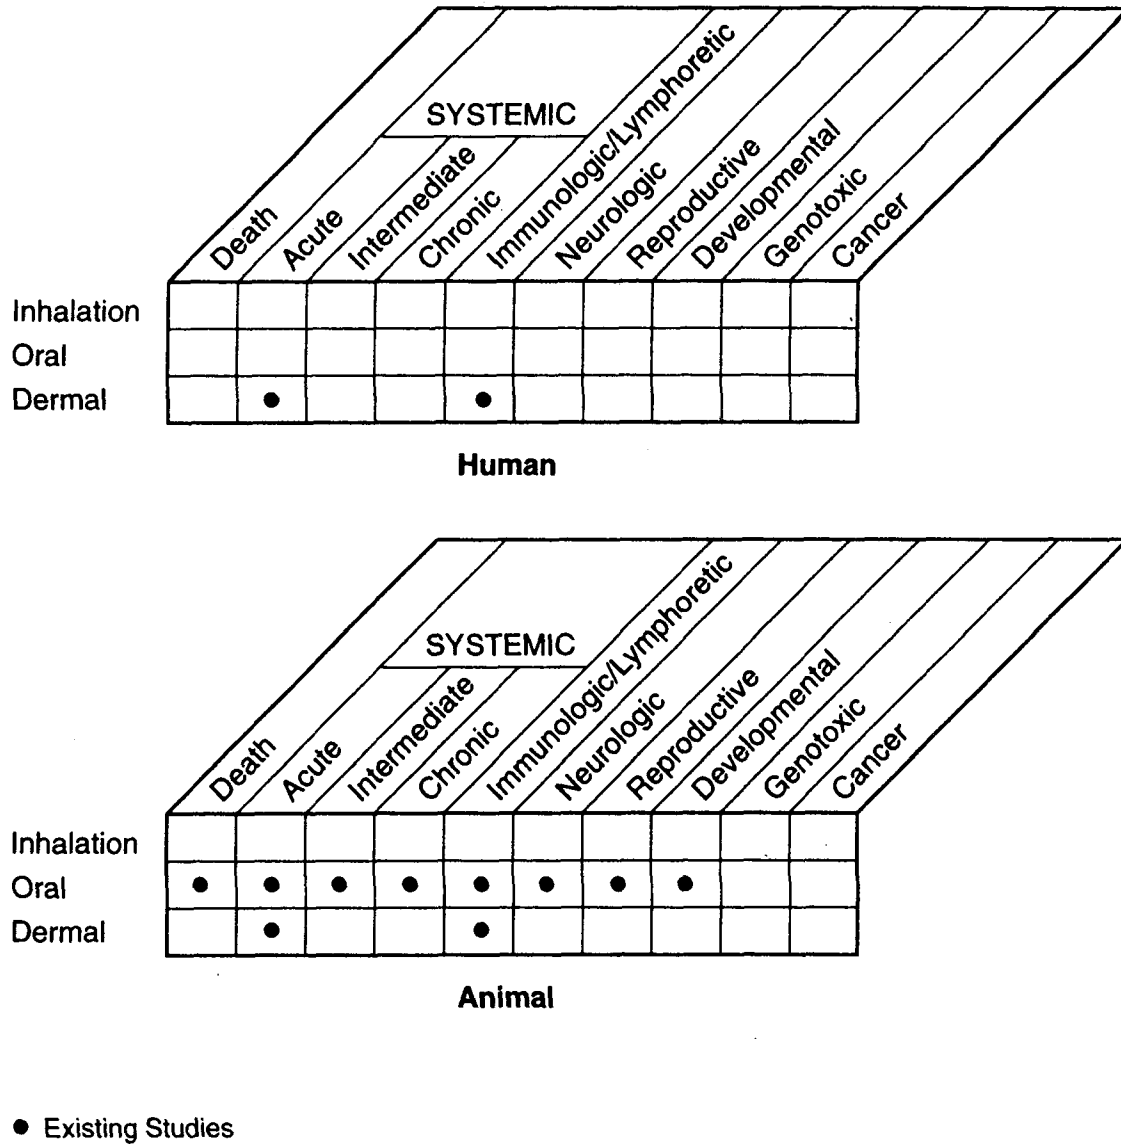 SYSTEMIC
Death
Acute
Intermediate
Chronic
Immunologic/Lymphoretic
Neurologic
Reproductive
Developmental
Genotoxic
Cancer
Inhalation
Oral
Dermal
Human
SYSTEMIC
Death
Acute
Intermediate
Chronic
Immunologic/Lymphoretic
Neurologic
Reproductive
Developmental
Genotoxic
Cancer
Inhalation
Oral
Dermal
Animal
● Existing Studies